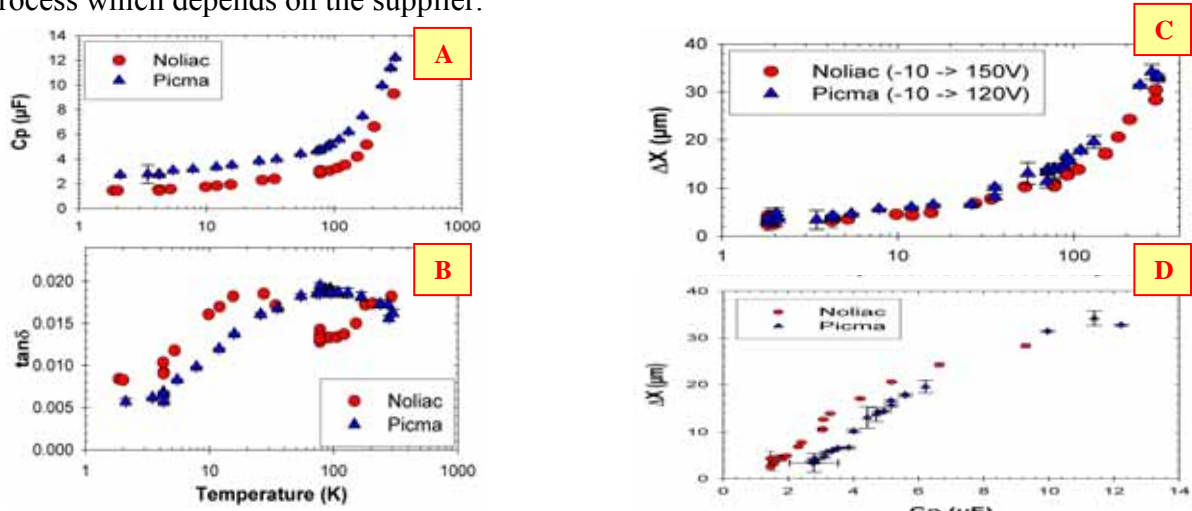 process which depends on the supplier.
A
14
12
10
8
6
4
2
0
Cp (µF)
Noliac
Picma
1
10
100
1000
B
0.020
0.015
0.010
0.005
0.000
tanδ
Noliac
Picma
1
10
100
1000
Temperature (K)
C
40
30
20
10
0
ΔX (µm)
Noliac (-10 -> 150V)
Picma (-10 -> 120V)
1
10
100
D
40
30
20
10
0
ΔX (µm)
Noliac
Picma
0
2
4
6
8
10
12
14
Cp (µF)